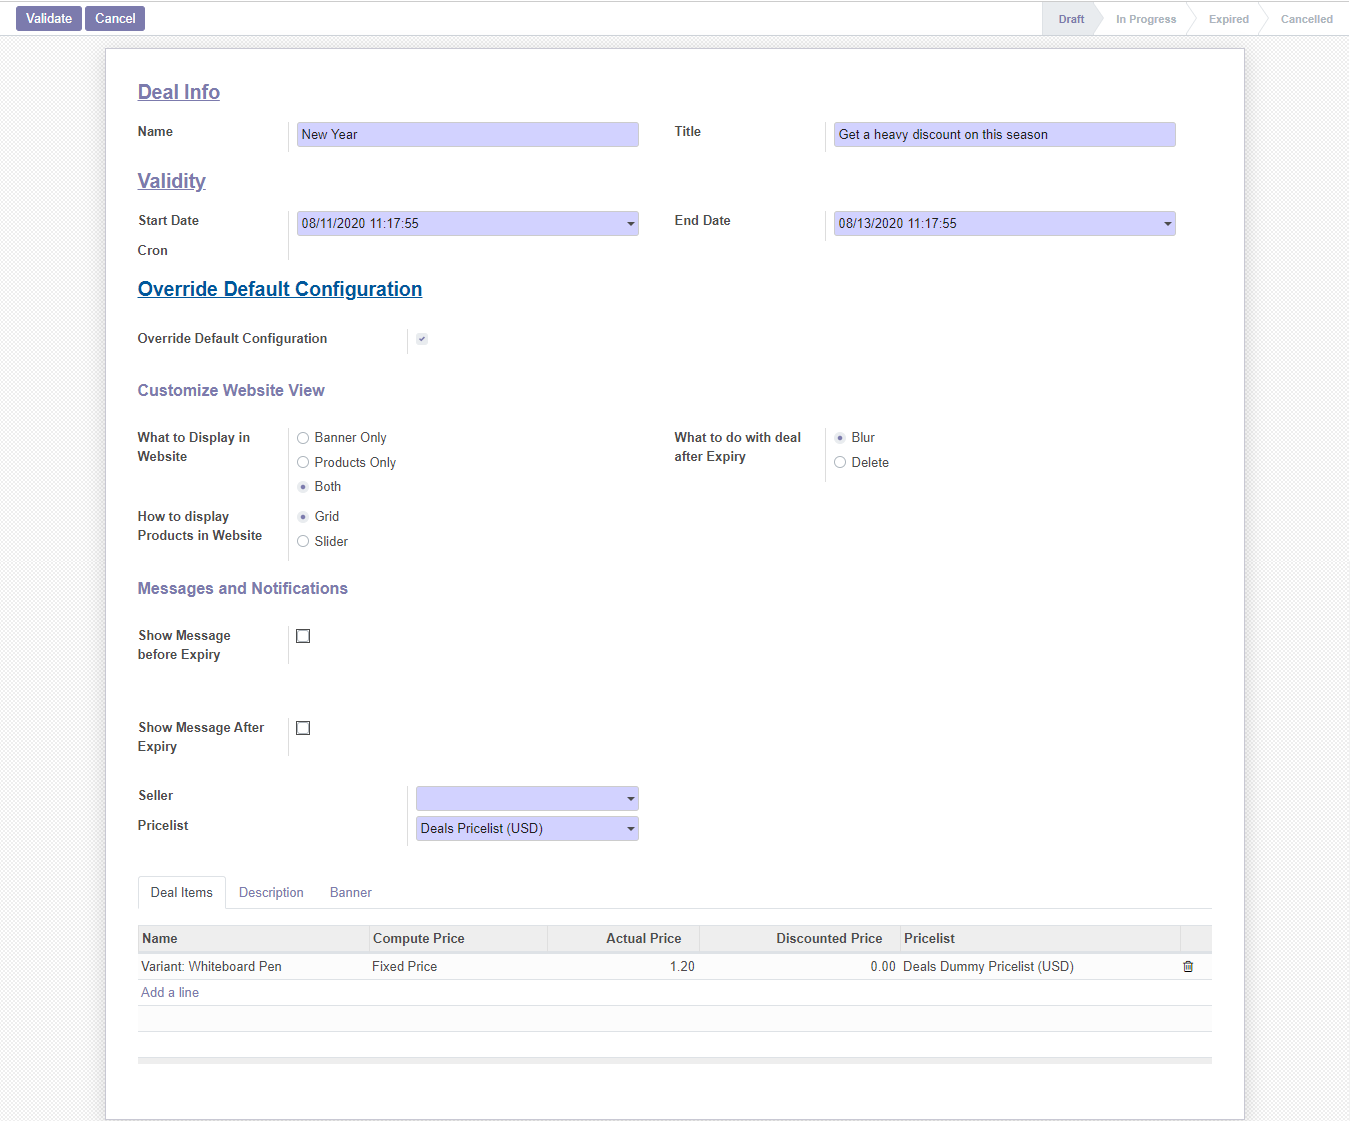 Validate Cancel Draft In Progress Expired Cancelled
Deal Info
Name New Year Title Get a heavy discount on this season
Validity
Start Date 08/11/2020 11:17:55 End Date 08/13/2020 11:17:55
Cron
Override Default Configuration
Override Default Configuration
Customize Website View
What to Display in Website
Banner Only
Products Only
Both
What to do with deal after Expiry
Blur
Delete
How to display Products in Website
Grid
Slider
Messages and Notifications
Show Message
before Expiry
Show Message After
Expiry
Seller
Pricelist Deals Pricelist (USD)
Deal Items Description Banner
Name Compute Price Actual Price Discounted Price Pricelist
Variant: Whiteboard Pen Fixed Price 1.20 0.00 Deals Dummy Pricelist (USD)
Add a line